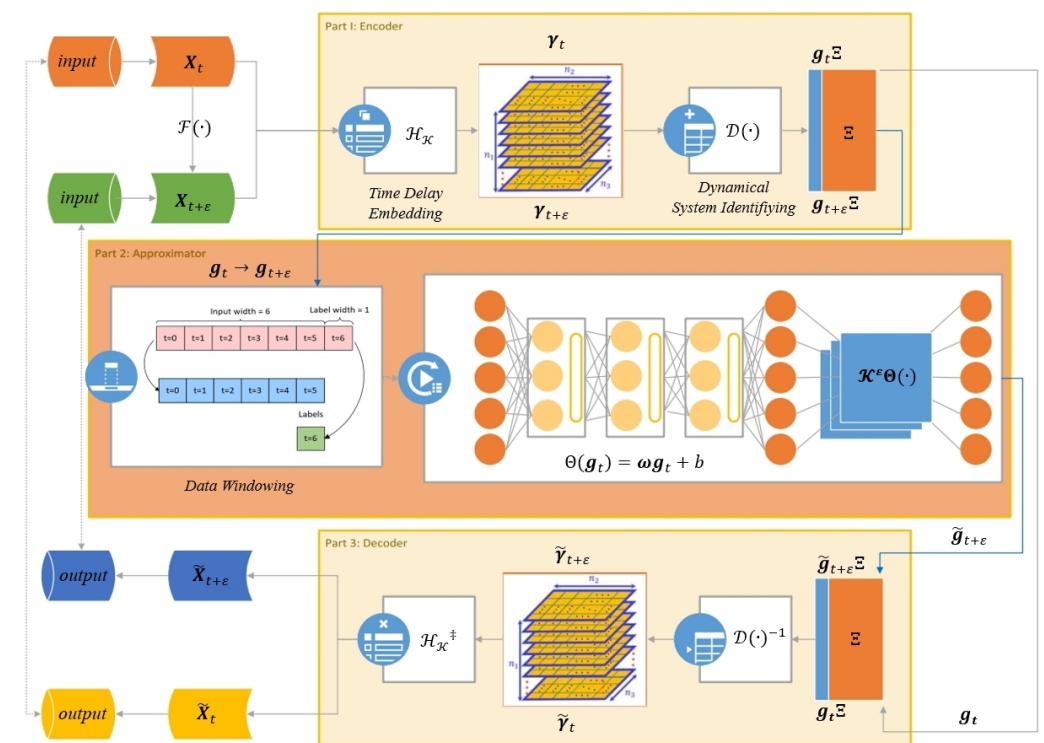 Part I: Encoder
input
X_t
F(·)
input
X_{t+ε}
H_K
Time Delay
Embedding
γ_t
n_2
n_1
n_3
γ_{t+ε}
D(·)
Dynamical
System Identifiying
g_tΞ
Ξ
g_{t+ε}Ξ
Part 2: Approximator
g_t → g_{t+ε}
Input width = 6
Label width = 1
t=0 t=1 t=2 t=3 t=4 t=5 t=6
t=0 t=1 t=2 t=3 t=4 t=5
Labels
t=6
Data Windowing
Θ(g_t) = ωg_t + b
𝒦^εΘ(·)
g̃_{t+ε}
Part 3: Decoder
output
X̃_{t+ε}
output
X̃_t
H_K^‡
γ̃_{t+ε}
n_2
n_1
n_3
γ̃_t
D(·)^{-1}
g̃_{t+ε}Ξ
Ξ
g_tΞ
g_t